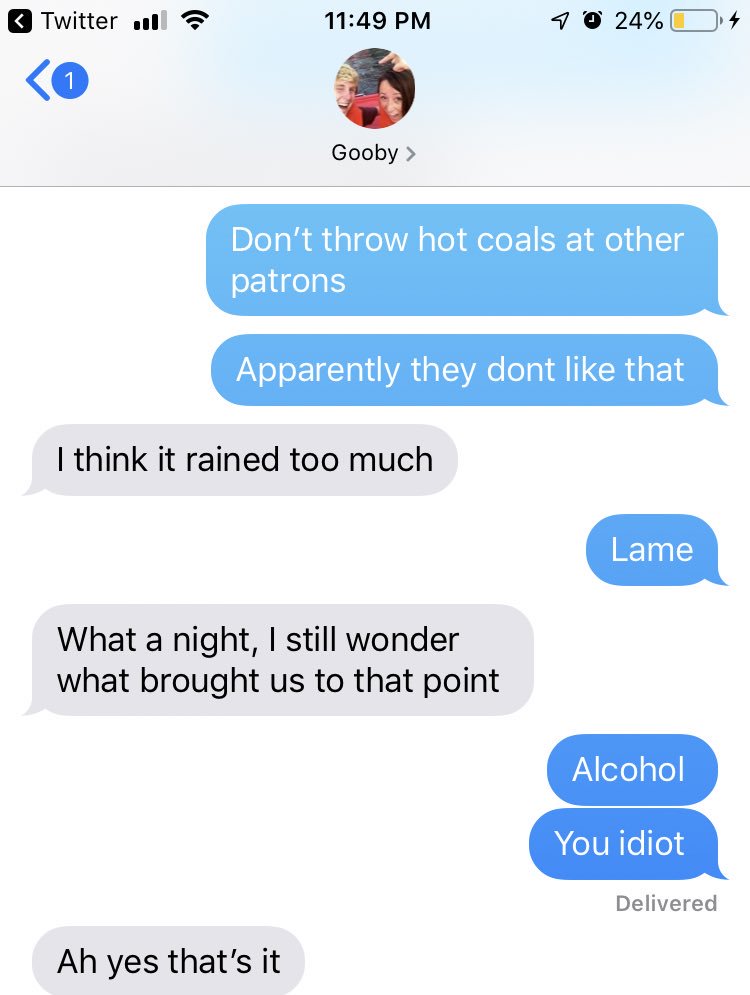 Twitter 11:49 PM 24%
1
Gooby
Don’t throw hot coals at other
patrons
Apparently they dont like that
I think it rained too much
Lame
What a night, I still wonder
what brought us to that point
Alcohol
You idiot
Delivered
Ah yes that’s it